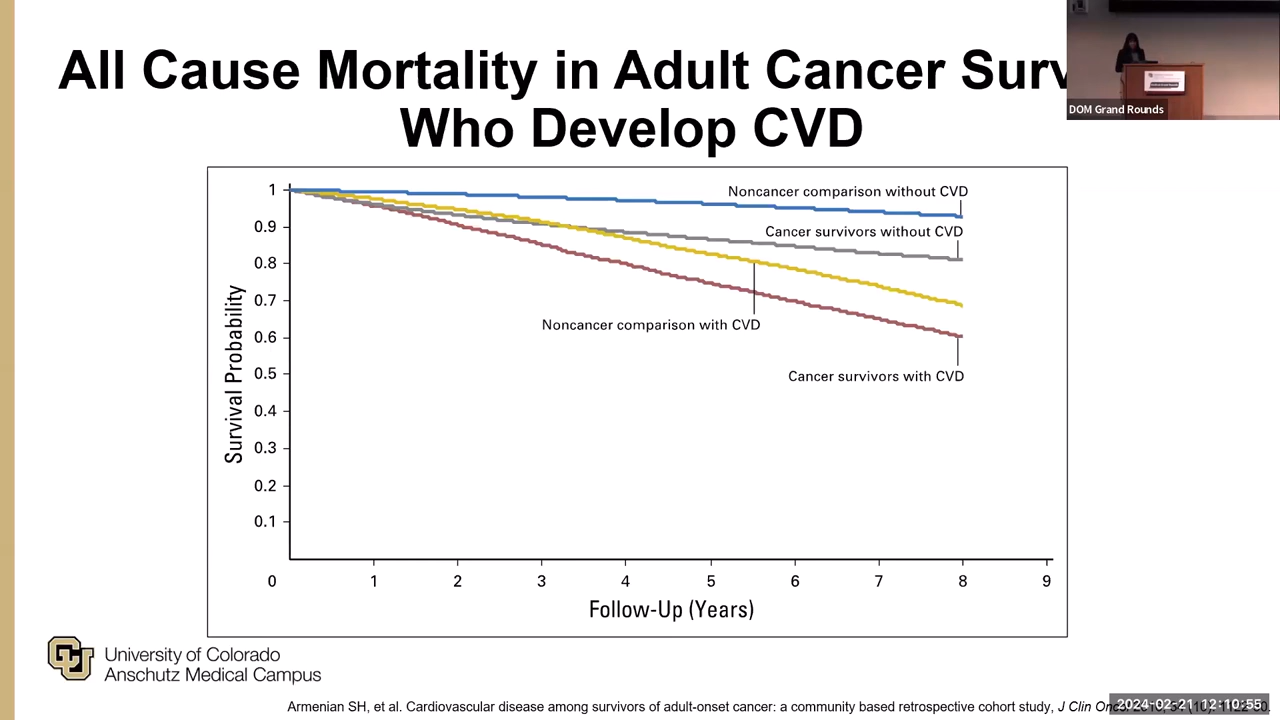 All Cause Mortality in Adult Cancer Surv
Who Develop CVD
DOM Grand Rounds
Noncancer comparison without CVD
Cancer survivors without CVD
Noncancer comparison with CVD
Cancer survivors with CVD
Survival Probability
1
0.9
0.8
0.7
0.6
0.5
0.4
0.3
0.2
0.1
0 1 2 3 4 5 6 7 8 9
Follow-Up (Years)
CU
University of Colorado
Anschutz Medical Campus
Armenian SH, et al. Cardiovascular disease among survivors of adult-onset cancer: a community based retrospective cohort study, J Clin
2024-02-21 12:10:55